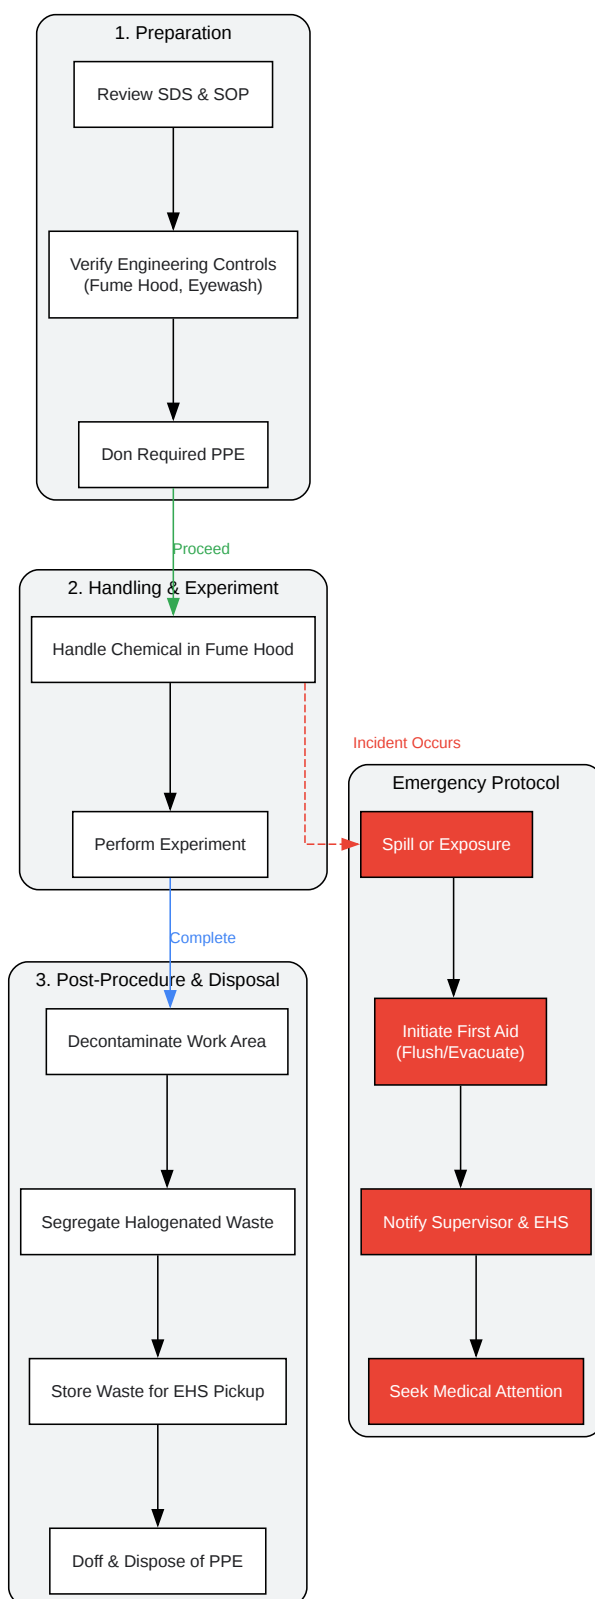 1. Preparation
Review SDS & SOP
Verify Engineering Controls
(Fume Hood, Eyewash)
Don Required PPE
Proceed
2. Handling & Experiment
Handle Chemical in Fume Hood
Perform Experiment
Incident Occurs
Emergency Protocol
Spill or Exposure
Initiate First Aid
(Flush/Evacuate)
Notify Supervisor & EHS
Seek Medical Attention
Complete
3. Post-Procedure & Disposal
Decontaminate Work Area
Segregate Halogenated Waste
Store Waste for EHS Pickup
Doff & Dispose of PPE